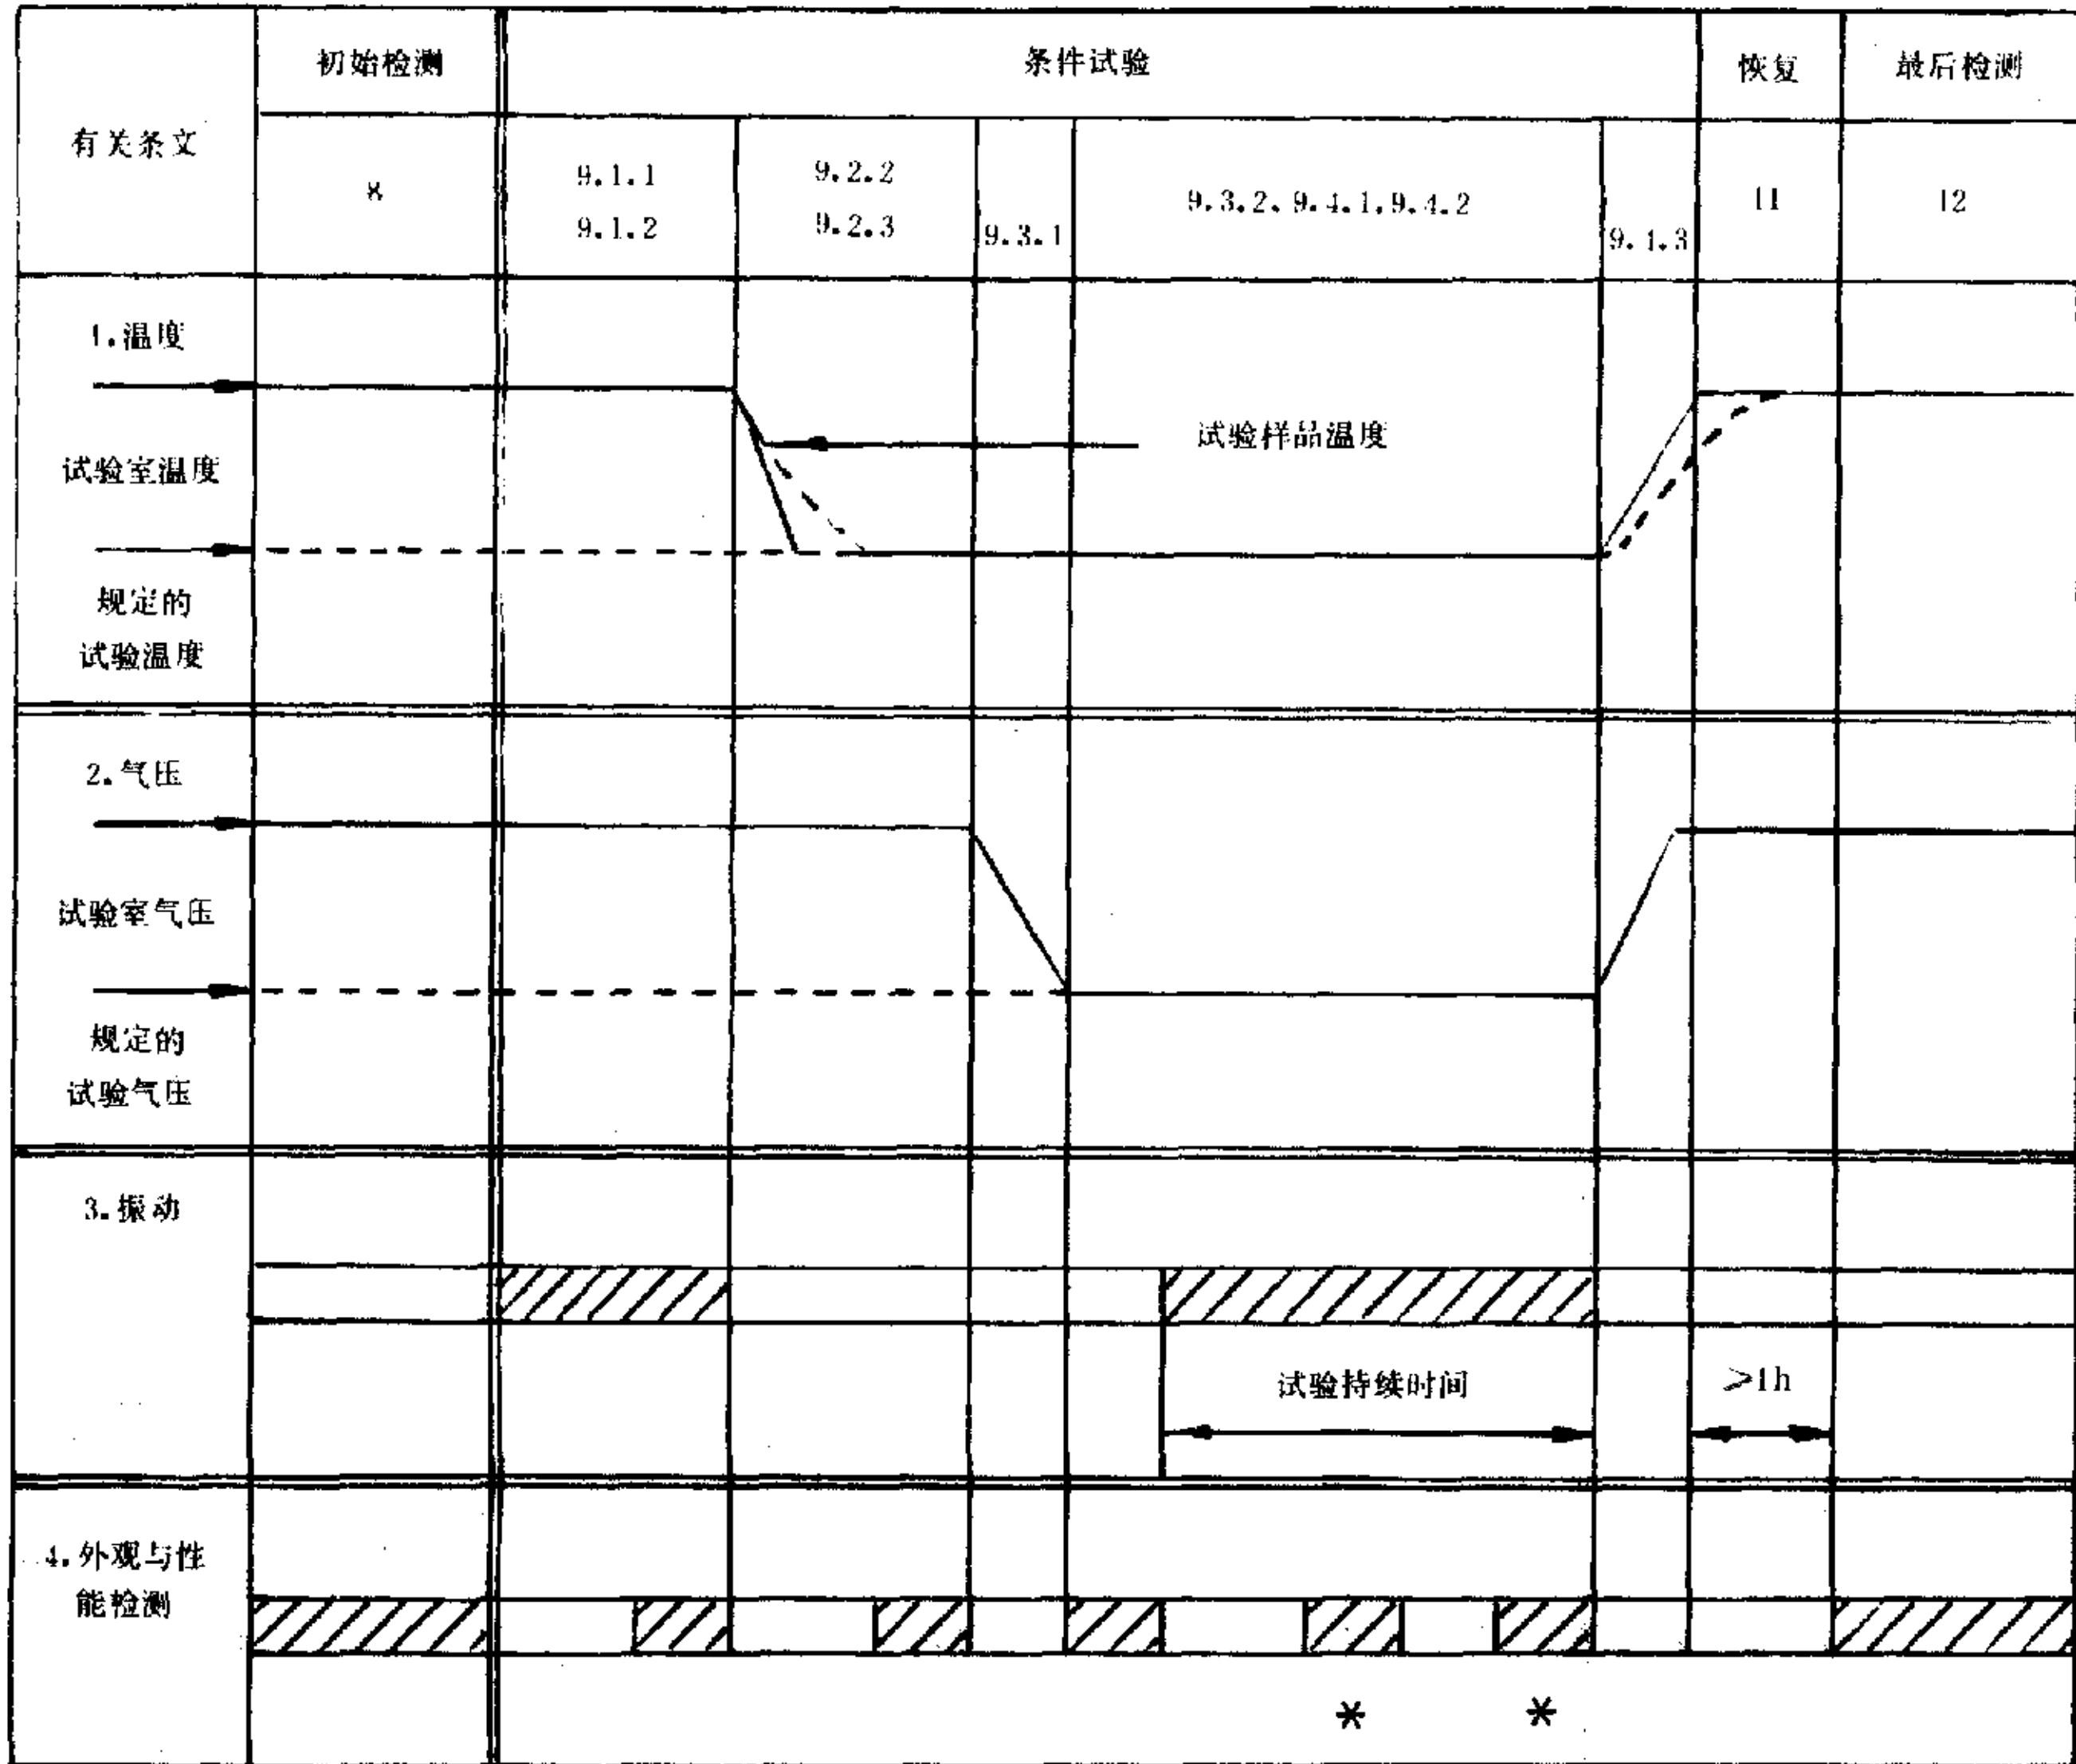 有关条文
初始检测
条件试验
恢复
最后检测
8
9.1.1
9.1.2
9.2.2
9.2.3
9.3.1
9.3.2、9.4.1、9.4.2
9.4.3
11
12
1.温度
试验室温度
规定的
试验温度
试验样品温度
2.气压
试验室气压
规定的
试验气压
3.振动
试验持续时间
>1h
4.外观与性
能检测
* *